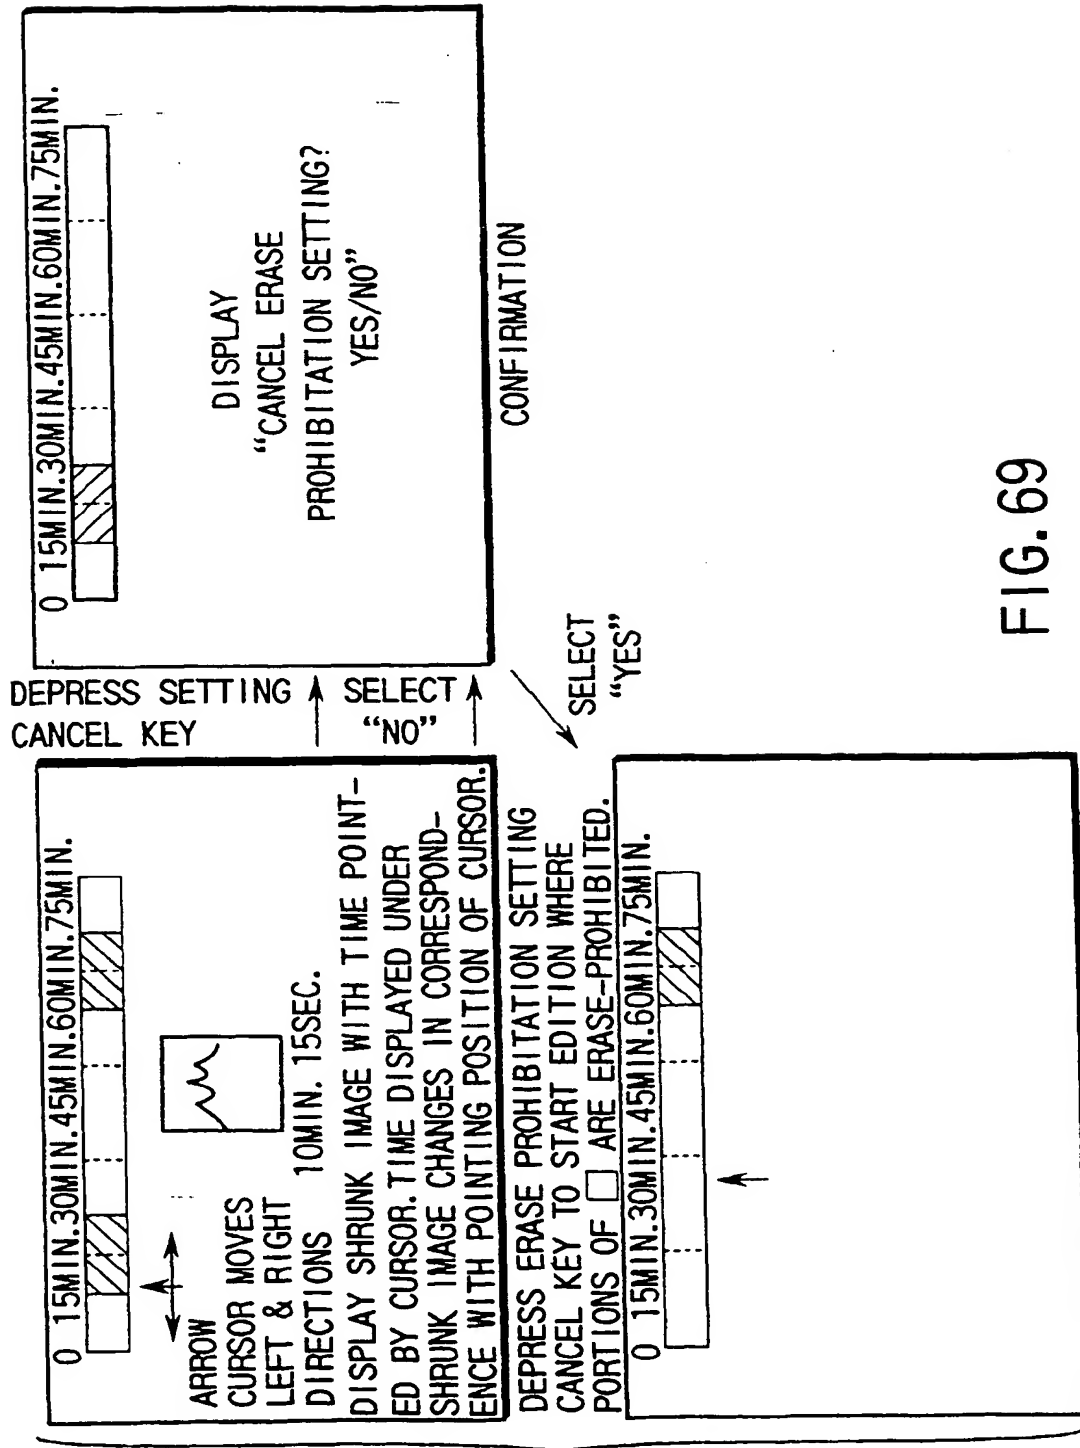 0 15MIN.30MIN.45MIN.60MIN.75MIN.
ARROW
CURSOR MOVES
LEFT & RIGHT
DIRECTIONS
10MIN. 15SEC.
DISPLAY SHRUNK IMAGE WITH TIME POINT-
ED BY CURSOR.TIME DISPLAYED UNDER
SHRUNK IMAGE CHANGES IN CORRESPOND-
ENCE WITH POINTING POSITION OF CURSOR.
DEPRESS SETTING
CANCEL KEY
SELECT
“NO”
0 15MIN.30MIN.45MIN.60MIN.75MIN.
DISPLAY
“CANCEL ERASE
PROHIBITATION SETTING?
YES/NO”
CONFIRMATION
SELECT
“YES”
DEPRESS ERASE PROHIBITATION SETTING
CANCEL KEY TO START EDITION WHERE
PORTIONS OF □ ARE ERASE-PROHIBITED.
0 15MIN.30MIN.45MIN.60MIN.75MIN.
FIG. 69